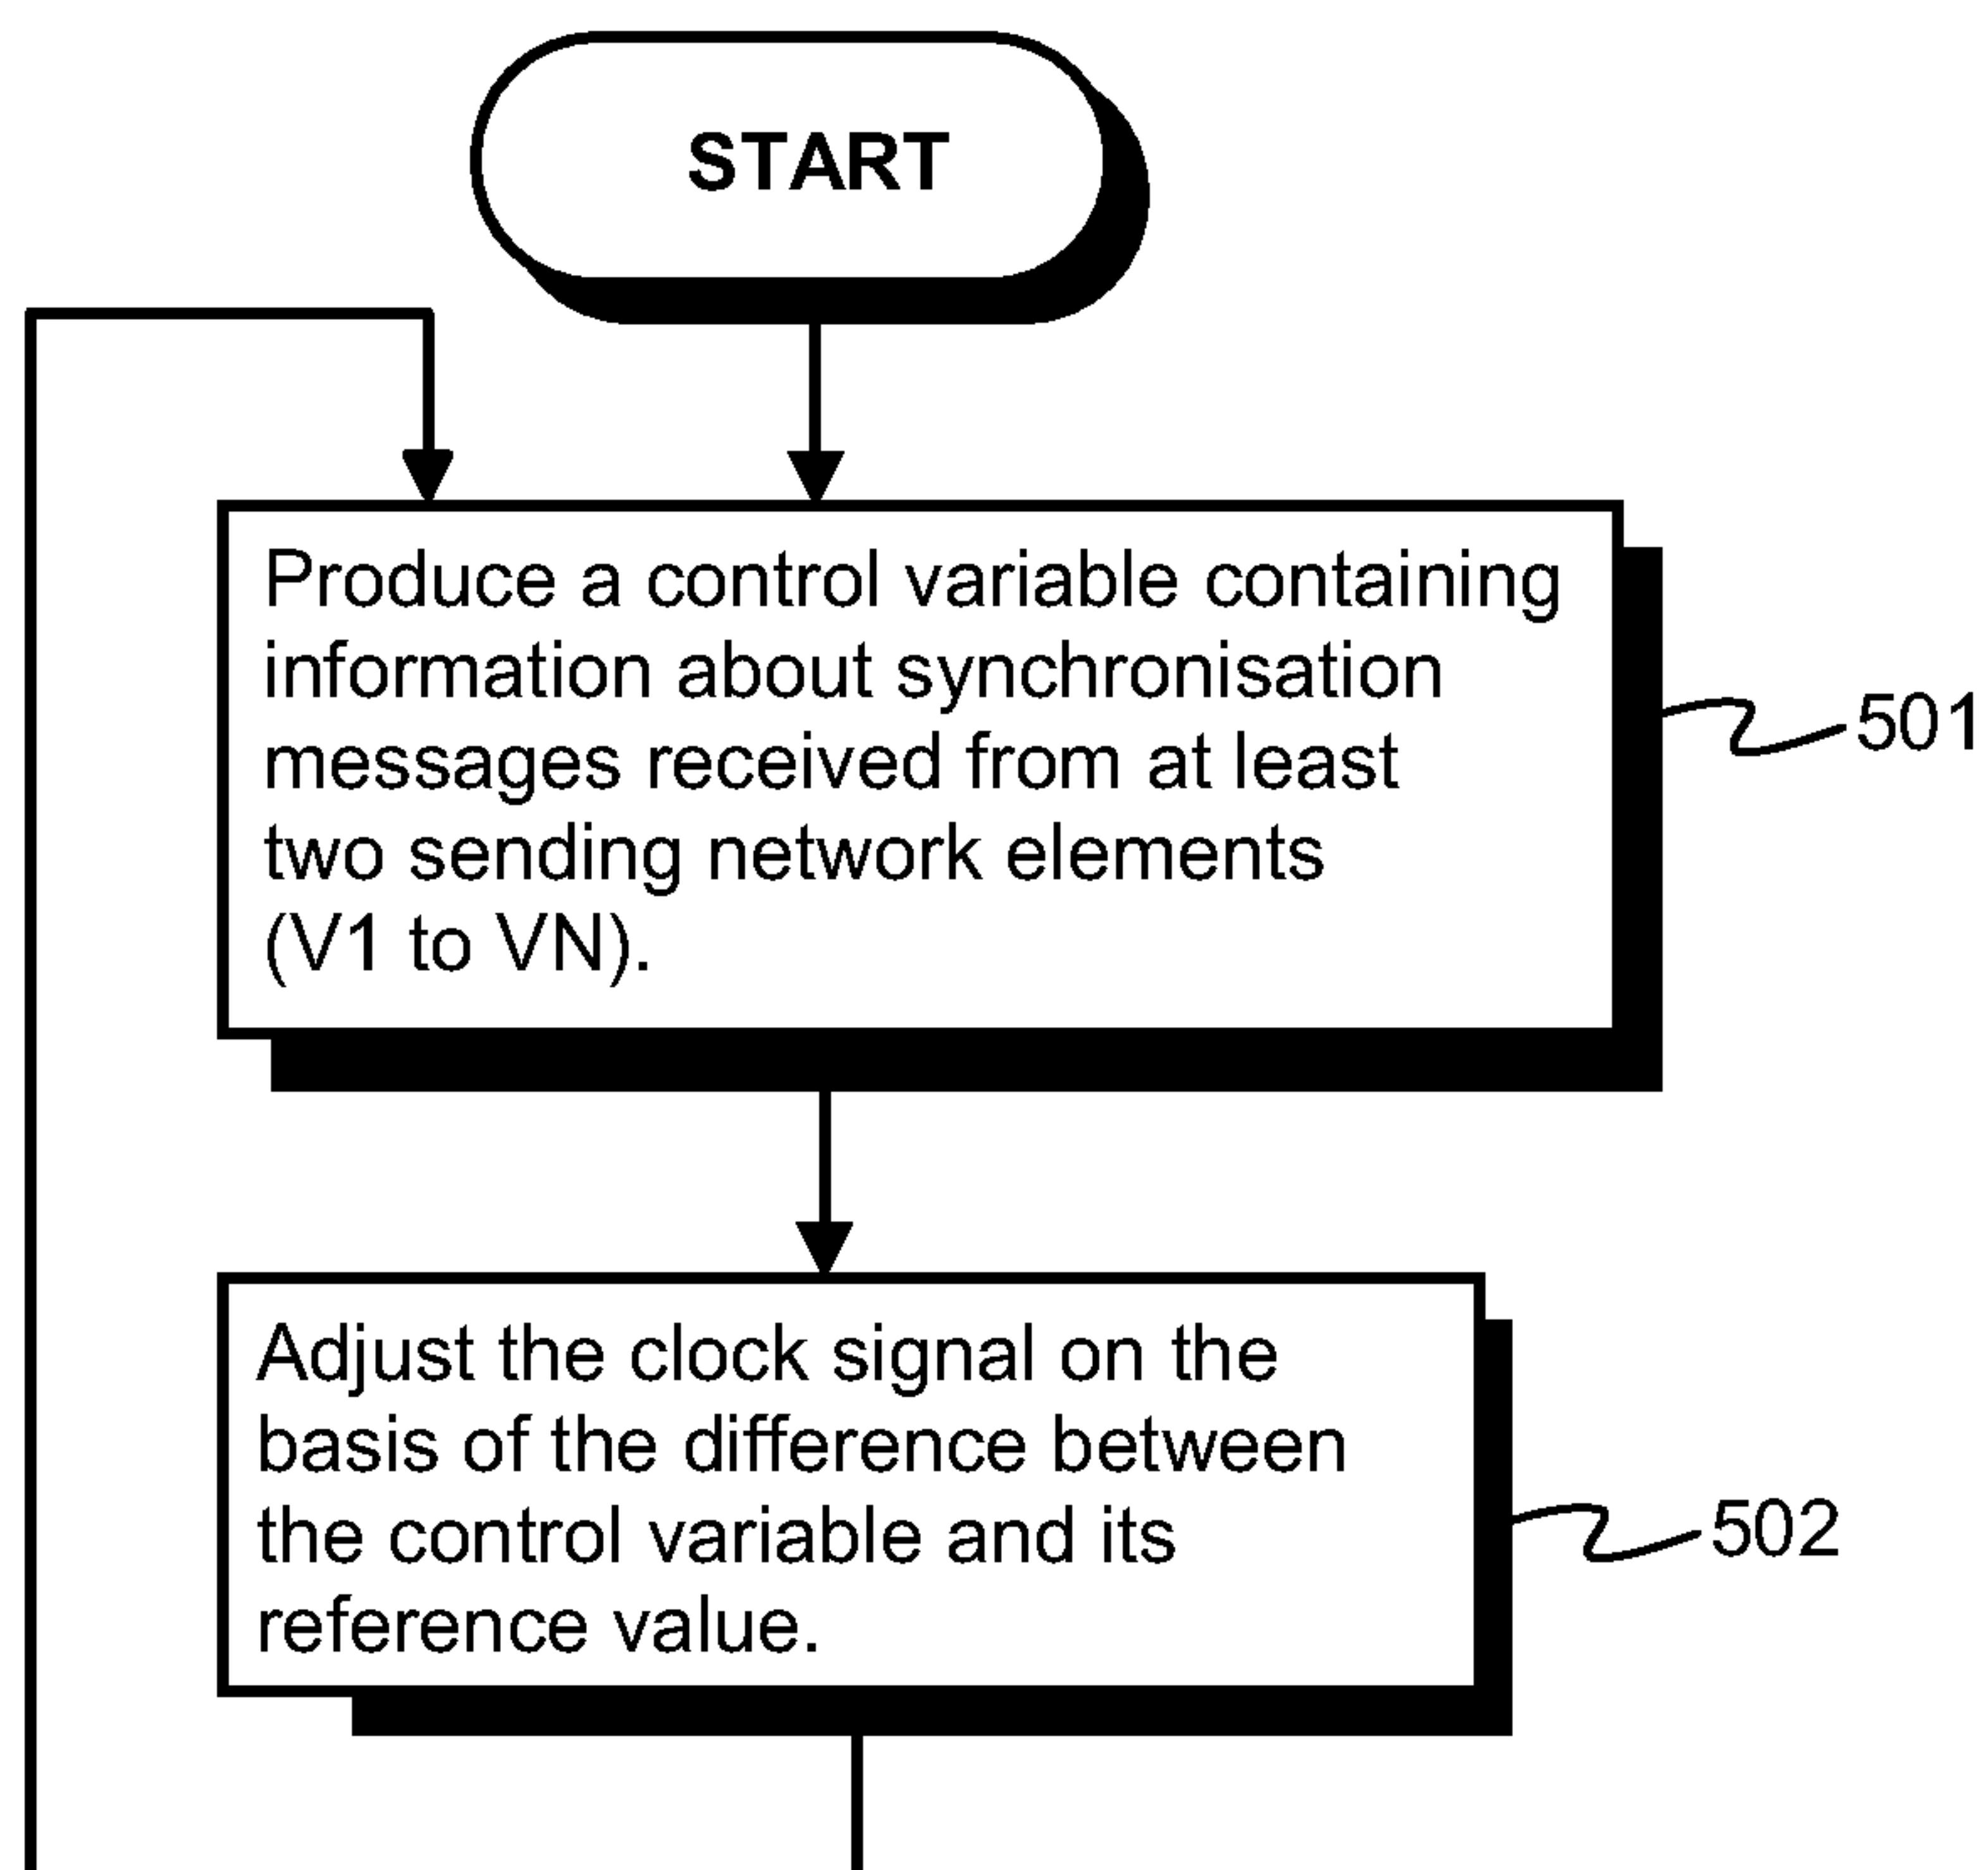 START
Produce a control variable containing
information about synchronisation
messages received from at least
two sending network elements
(V1 to VN).
501
Adjust the clock signal on the
basis of the difference between
the control variable and its
reference value.
502